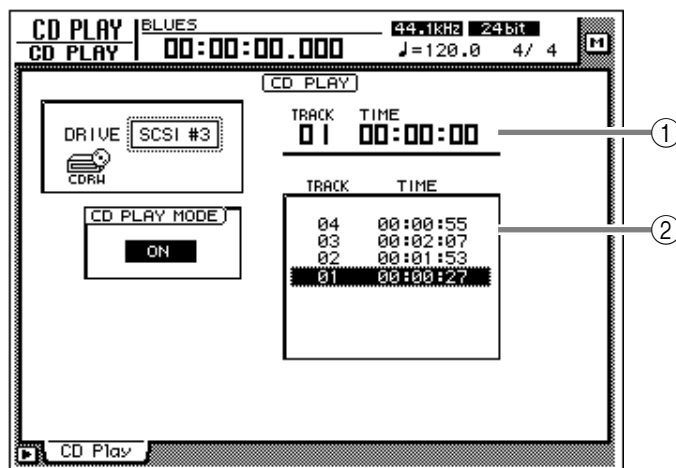 CD PLAY BLUES 44.1kHz 24bit
CD PLAY 00:00:00.000 ♩=120.0 4/ 4 M
CD PLAY
TRACK TIME
01 00:00:00 1
DRIVE SCSI #3
CDRW
TRACK TIME
CD PLAY MODE
ON
04 00:00:55 2
03 00:02:07
02 00:01:53
01 00:00:27
CD Play